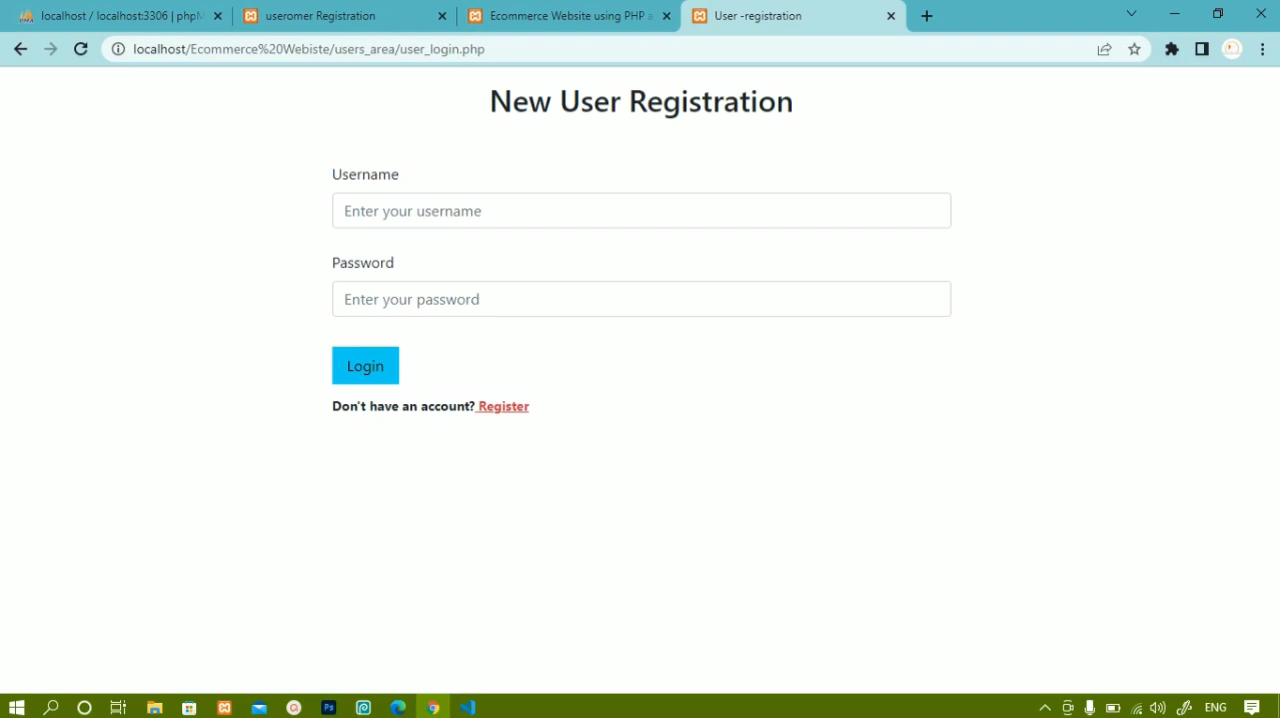 localhost / localhost:3306 | phpM
useromer Registration
Ecommerce Website using PHP a
User -registration
localhost/Ecommerce%20Webiste/users_area/user_login.php
New User Registration
Username
Enter your username
Password
Enter your password
Login
Don't have an account? Register
Ps
ENG